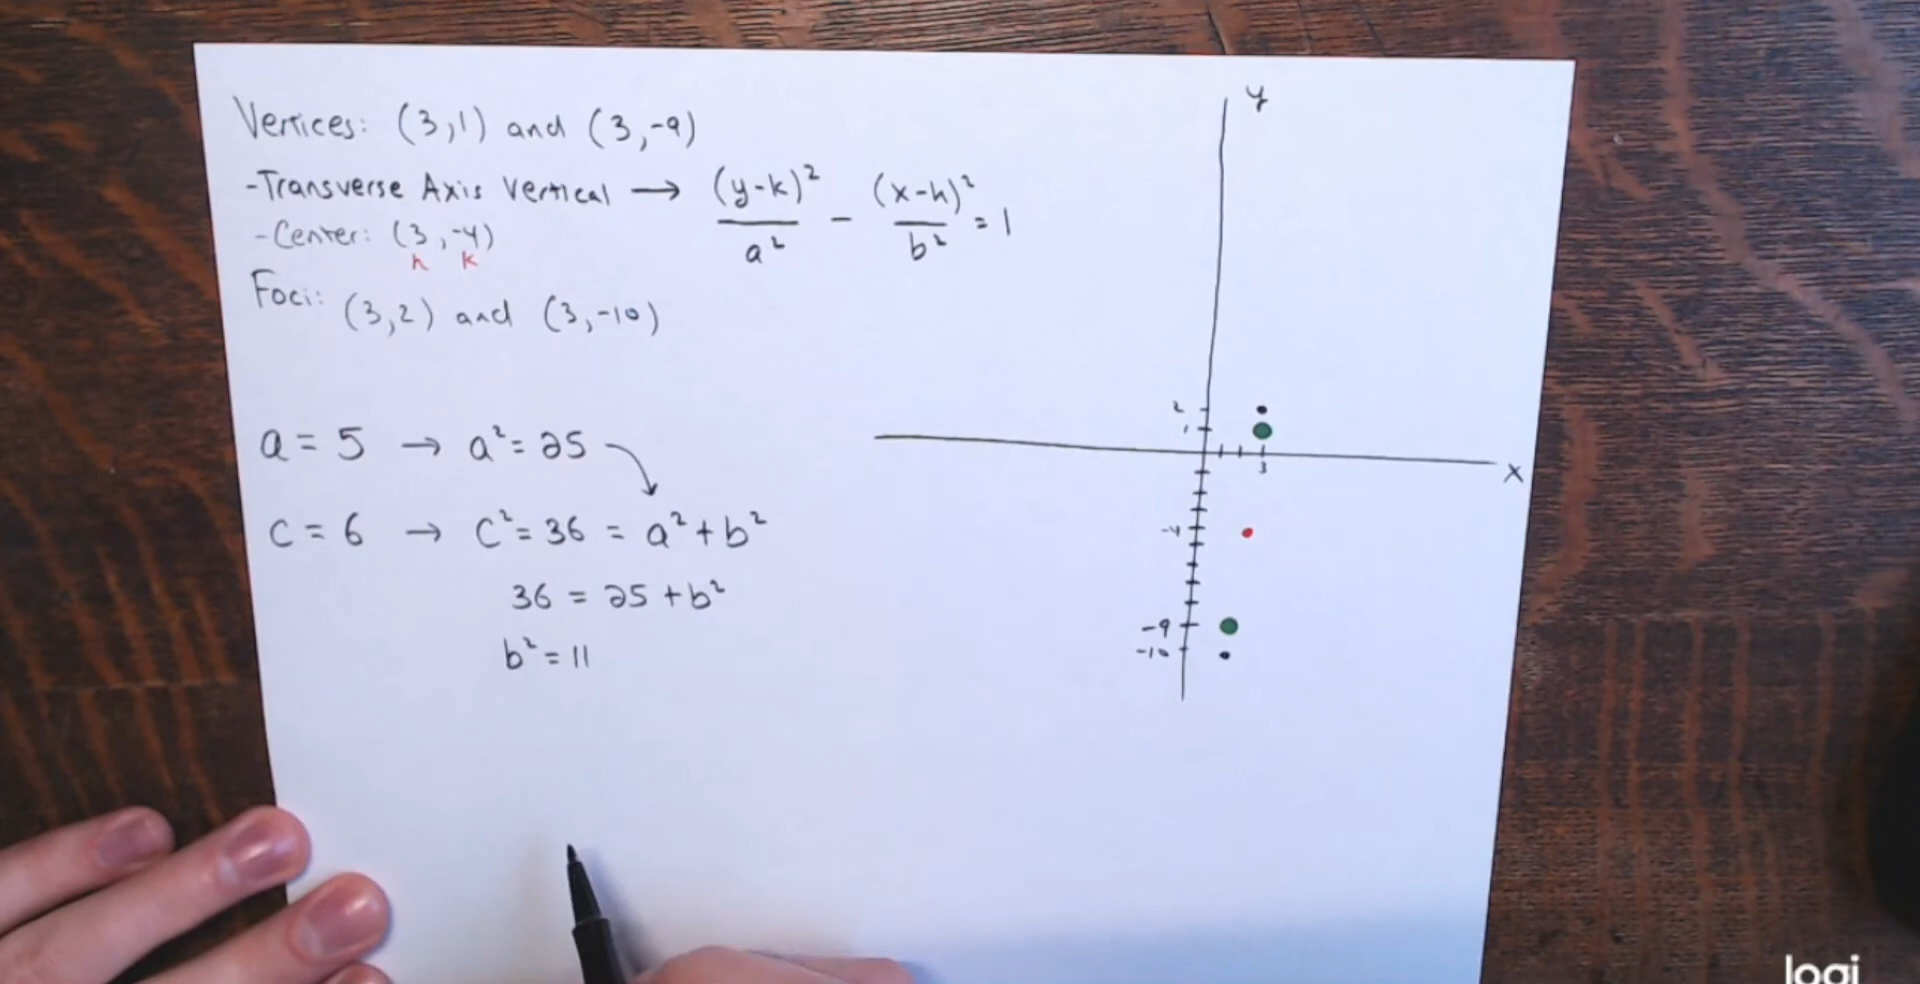 Vertices: (3,1) and (3,-9)
-Transverse Axis Vertical → (y-k)²/a² - (x-h)²/b² = 1
-Center: (3,-4)
h k
Foci: (3,2) and (3,-10)
a = 5 → a² = 25
c = 6 → c² = 36 = a² + b²
36 = 25 + b²
b² = 11
y
2
1
3
x
-4
-9
-10
logi